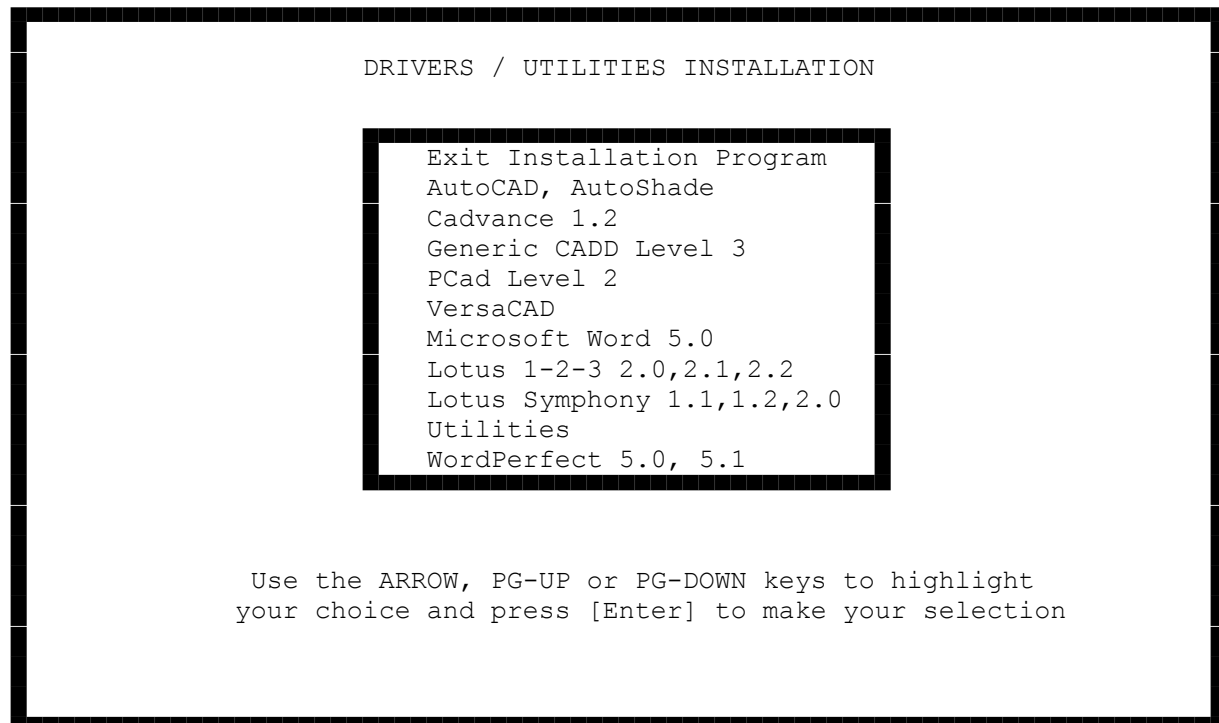 DRIVERS / UTILITIES INSTALLATION
Exit Installation Program
AutoCAD, AutoShade
Cadvance 1.2
Generic CADD Level 3
PCad Level 2
VersaCAD
Microsoft Word 5.0
Lotus 1-2-3 2.0,2.1,2.2
Lotus Symphony 1.1,1.2,2.0
Utilities
WordPerfect 5.0, 5.1
Use the ARROW, PG-UP or PG-DOWN keys to highlight
your choice and press [Enter] to make your selection